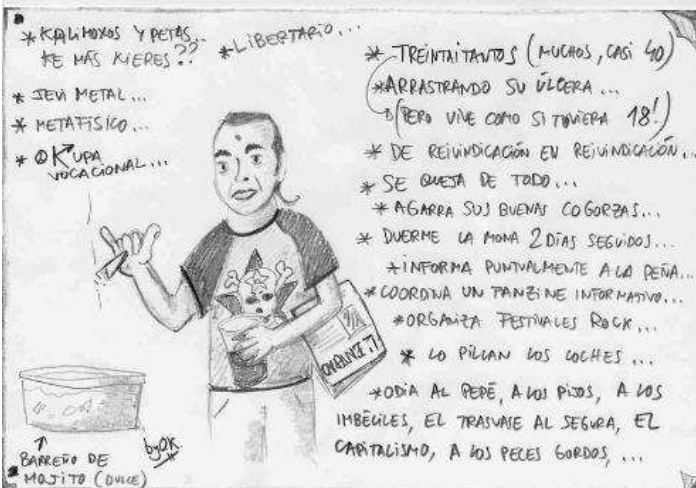 * KALIMOXOS Y PETAS...
KE MÁS KIERES??
* LIBERTARIO...
* JEVI METAL...
* METAFÍSICO...
* OKUPA
VOCACIONAL...
* TREINTAITANTOS (MUCHOS, CASI 40)
* ARRASTRANDO SU ÚLCERA...
(PERO VIVE COMO SI TUVIERA 18!)
* DE REIVINDICACIÓN EN REIVINDICACIÓN...
* SE QUEJA DE TODO...
* AGARRA SUS BUENAS COGORZAS...
* DUERME LA MONA 2 DÍAS SEGUIDOS...
* INFORMA PUNTUALMENTE A LA PEÑA...
* COORDINA UN FANZINE INFORMATIVO...
* ORGANIZA FESTIVALES ROCK...
* LO PILLAN LOS COCHES...
* ODIA AL PEPÉ, A LOS PIJOS, A LOS
IMBÉCILES, EL TRASVASE AL SEGURA, EL
CAPITALISMO, A LOS PECES GORDOS, ...
BARREÑO DE
MOJITO (DULCE)
by OK.